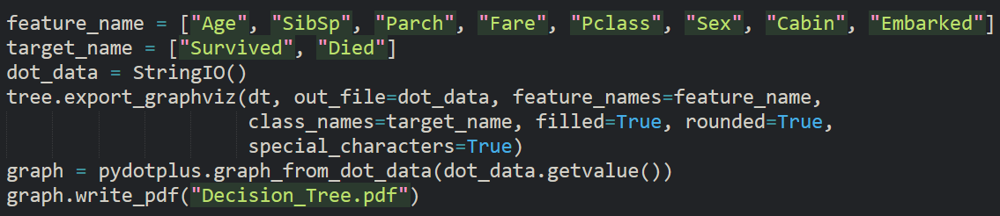 feature_name = ["Age", "SibSp", "Parch", "Fare", "Pclass", "Sex", "Cabin", "Embarked"]
target_name = ["Survived", "Died"]
dot_data = StringIO()
tree.export_graphviz(dt, out_file=dot_data, feature_names=feature_name,
                     class_names=target_name, filled=True, rounded=True,
                     special_characters=True)
graph = pydotplus.graph_from_dot_data(dot_data.getvalue())
graph.write_pdf("Decision_Tree.pdf")